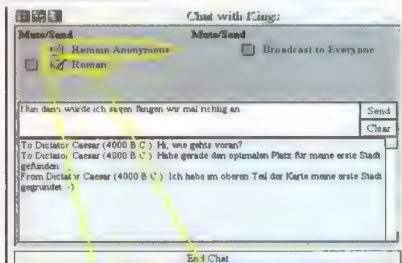 Chat with Kings
Mute/Send Mute/Send
Remain Anonymous Broadcast to Everyone
Roman
Nun dann würde ich sagen fangen wir mal richtig an
Send
Clear
To Dictator Caesar (4000 B C ) Hi, wie gehts voran?
To Dictator Caesar (4000 B C ) Habe gerade den optimalen Platz für meine erste Stadt
gefunden
From Dictator Caesar (4000 B C ) Ich habe im oberen Teil der Karte meine erste Stadt
gegründet :-)
End Chat